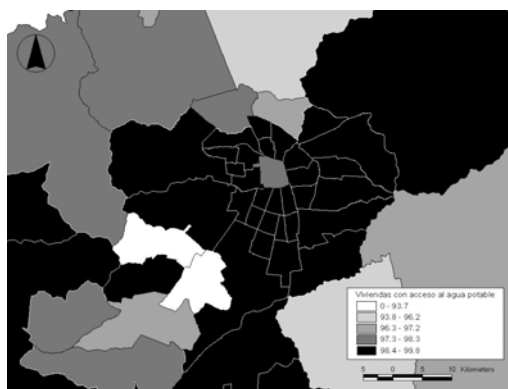 Viviendas con acceso al agua potable
0 - 93.7
93.8 - 96.2
96.3 - 97.2
97.3 - 98.3
98.4 - 99.8
5 0 5 10 Kilometers